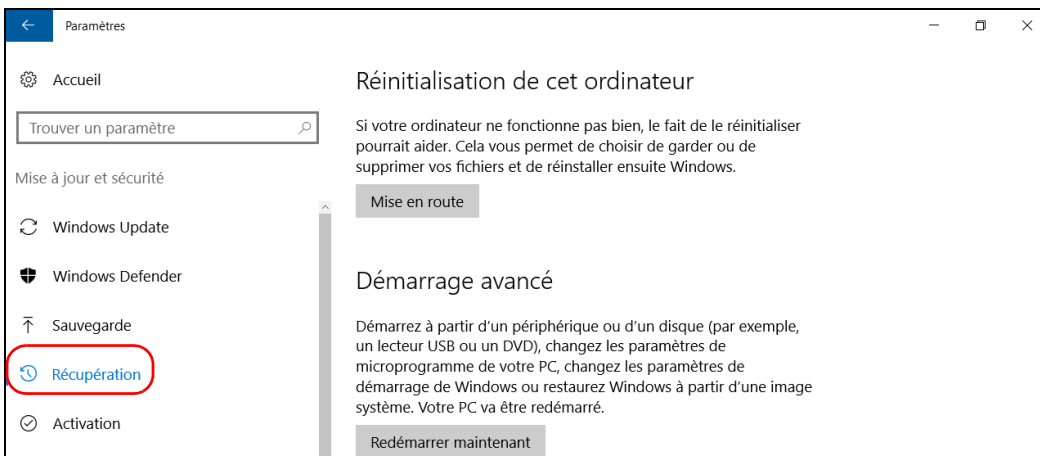 Paramètres
Accueil
Trouver un paramètre
Mise à jour et sécurité
Windows Update
Windows Defender
Sauvegarde
Récupération
Activation
Réinitialisation de cet ordinateur
Si votre ordinateur ne fonctionne pas bien, le fait de le réinitialiser
pourrait aider. Cela vous permet de choisir de garder ou de
supprimer vos fichiers et de réinstaller ensuite Windows.
Mise en route
Démarrage avancé
Démarrez à partir d’un périphérique ou d’un disque (par exemple,
un lecteur USB ou un DVD), changez les paramètres de
microprogramme de votre PC, changez les paramètres de
démarrage de Windows ou restaurez Windows à partir d’une image
système. Votre PC va être redémarré.
Redémarrer maintenant